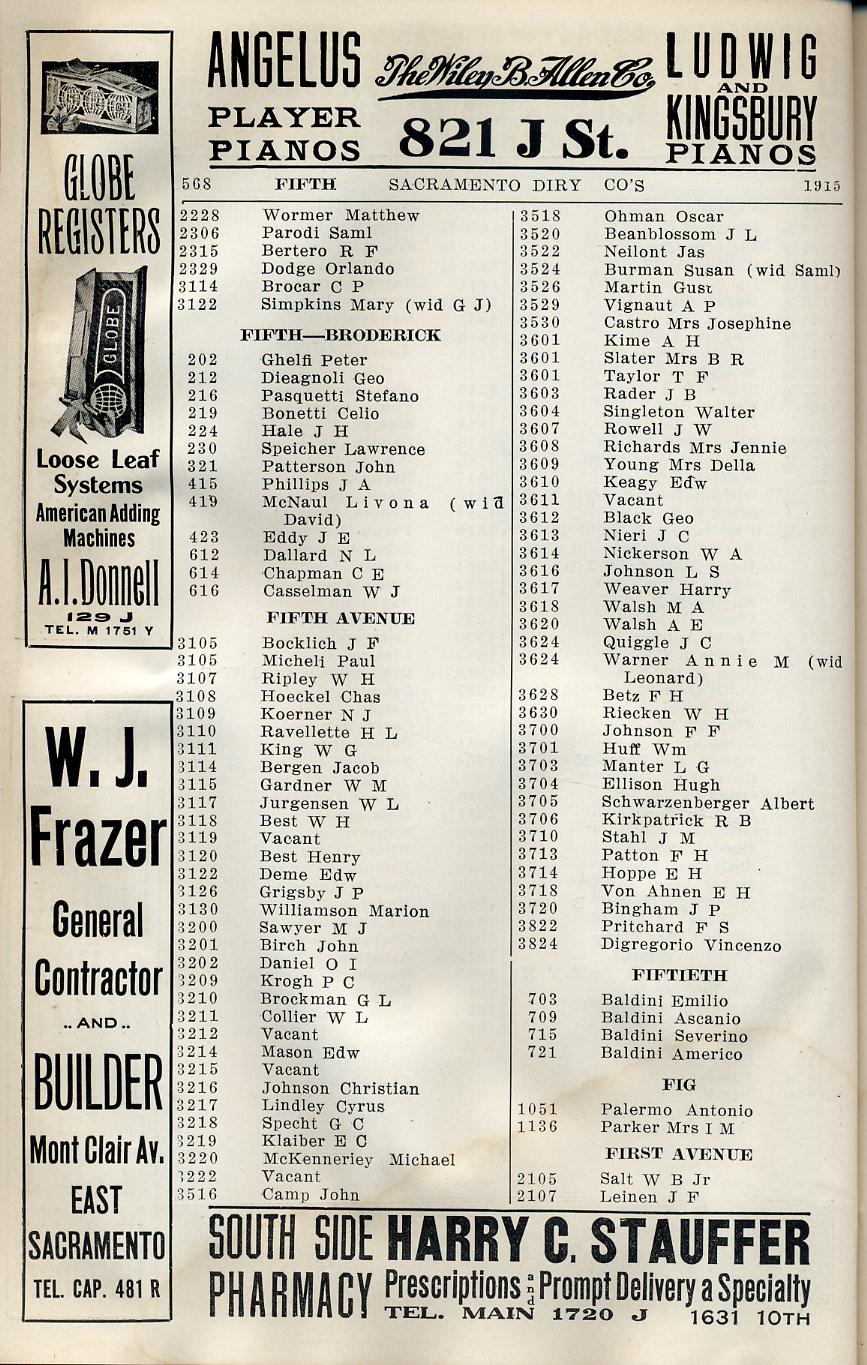 ANGELUS
PLAYER
PIANOS
The Wiley B. Allen Co.
821 J St.
LUDWIG
AND
KINGSBURY
PIANOS
568 FIFTH SACRAMENTO DIRY CO'S 1915
GLOBE
REGISTERS
GLOBE
Loose Leaf
Systems
American Adding
Machines
A.I. Donnell
129 J
TEL. M 1751 Y
W. J.
Frazer
General
Contractor
.. AND ..
BUILDER
Mont Clair Av.
EAST
SACRAMENTO
TEL. CAP. 481 R
2228 Wormer Matthew
2306 Parodi Saml
2315 Bertero R F
2329 Dodge Orlando
3114 Brocar C P
3122 Simpkins Mary (wid G J)
FIFTH—BRODERICK
202 Ghelfi Peter
212 Dieagnoli Geo
216 Pasquetti Stefano
219 Bonetti Celio
224 Hale J H
230 Speicher Lawrence
321 Patterson John
415 Phillips J A
419 McNaul Livona (wid
David)
423 Eddy J E
612 Dallard N L
614 Chapman C E
616 Casselman W J
FIFTH AVENUE
3105 Bocklich J F
3105 Micheli Paul
3107 Ripley W H
3108 Hoeckel Chas
3109 Koerner N J
3110 Ravellette H L
3111 King W G
3114 Bergen Jacob
3115 Gardner W M
3117 Jurgensen W L
3118 Best W H
3119 Vacant
3120 Best Henry
3122 Deme Edw
3126 Grigsby J P
3130 Williamson Marion
3200 Sawyer M J
3201 Birch John
3202 Daniel O I
3209 Krogh P C
3210 Brockman G L
3211 Collier W L
3212 Vacant
3214 Mason Edw
3215 Vacant
3216 Johnson Christian
3217 Lindley Cyrus
3218 Specht G C
3219 Klaiber E C
3220 McKenneriey Michael
3222 Vacant
3516 Camp John
3518 Ohman Oscar
3520 Beanblossom J L
3522 Neilont Jas
3524 Burman Susan (wid Saml)
3526 Martin Gust
3529 Vignaut A P
3530 Castro Mrs Josephine
3601 Kime A H
3601 Slater Mrs B R
3601 Taylor T F
3603 Rader J B
3604 Singleton Walter
3607 Rowell J W
3608 Richards Mrs Jennie
3609 Young Mrs Della
3610 Keagy Edw
3611 Vacant
3612 Black Geo
3613 Nieri J C
3614 Nickerson W A
3616 Johnson L S
3617 Weaver Harry
3618 Walsh M A
3620 Walsh A E
3624 Quiggle J C
3624 Warner Annie M (wid
Leonard)
3628 Betz F H
3630 Riecken W H
3700 Johnson F F
3701 Huff Wm
3703 Manter L G
3704 Ellison Hugh
3705 Schwarzenberger Albert
3706 Kirkpatrick R B
3710 Stahl J M
3713 Patton F H
3714 Hoppe E H
3718 Von Ahnen E H
3720 Bingham J P
3822 Pritchard F S
3824 Digregorio Vincenzo
FIFTIETH
703 Baldini Emilio
709 Baldini Ascanio
715 Baldini Severino
721 Baldini Americo
FIG
1051 Palermo Antonio
1136 Parker Mrs I M
FIRST AVENUE
2105 Salt W B Jr
2107 Leinen J F
SOUTH SIDE
PHARMACY
HARRY C. STAUFFER
Prescriptions and Prompt Delivery a Specialty
TEL. MAIN 1720 J 1631 10TH